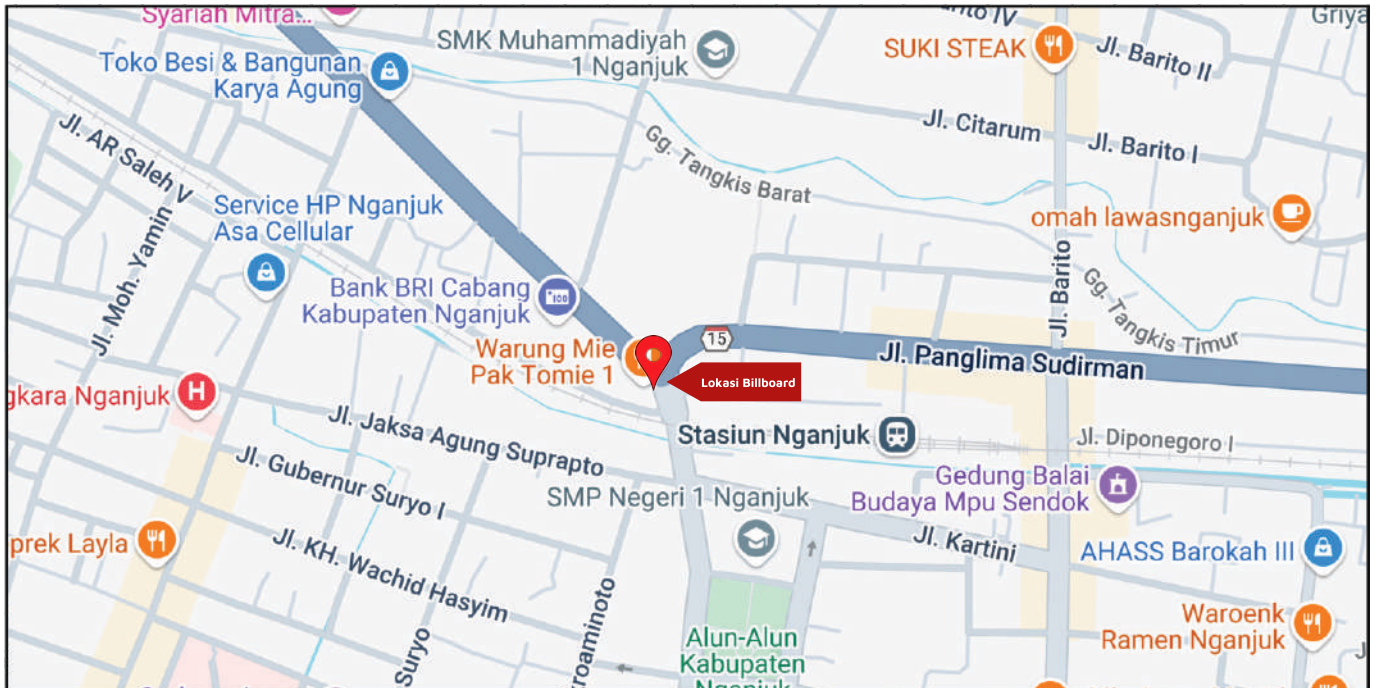 Syariah Mitra...
Toko Besi & Bangunan
Karya Agung
SMK Muhammadiyah
1 Nganjuk
SUKI STEAK
Jl. Barito II
Jl. Citarum
Jl. Barito I
Jl. AR Saleh V
Gg. Tangkis Barat
Service HP Nganjuk
Asa Cellular
Jl. Moh. Yamin
omah lawasnganjuk
Jl. Barito
Gg. Tangkis Timur
Bank BRI Cabang
Kabupaten Nganjuk
Warung Mie
Pak Tomie 1
15
Jl. Panglima Sudirman
Lokasi Billboard
gkara Nganjuk
H
Jl. Jaksa Agung Suprapto
Stasiun Nganjuk
Jl. Diponegoro I
Jl. Gubernur Suryo I
SMP Negeri 1 Nganjuk
Gedung Balai
Budaya Mpu Sendok
prek Layla
Jl. KH. Wachid Hasyim
Jl. Kartini
AHASS Barokah III
Suryo
roaminoto
Alun-Alun
Kabupaten
Nganjuk
Waroenk
Ramen Nganjuk